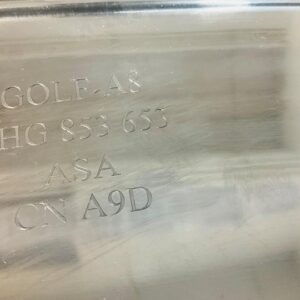 GOLF-A8
HG 853 653
ASA
CN A9D